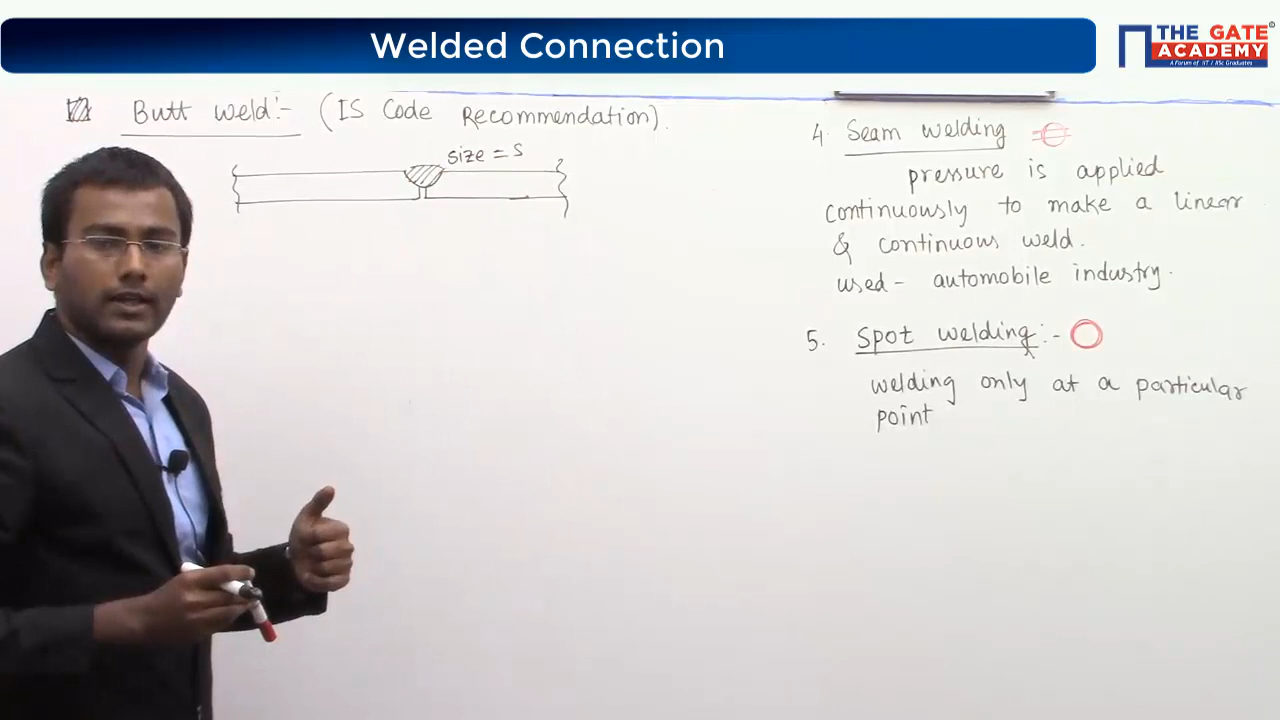 Welded Connection
THE GATE
ACADEMY
A Forum of IIT / IISc Graduates
Butt weld:- (IS Code Recommendation).
size = s
4. Seam welding
pressure is applied
continuously to make a linear
& continuous weld.
used - automobile industry.
5. Spot welding:-
welding only at a particular
point